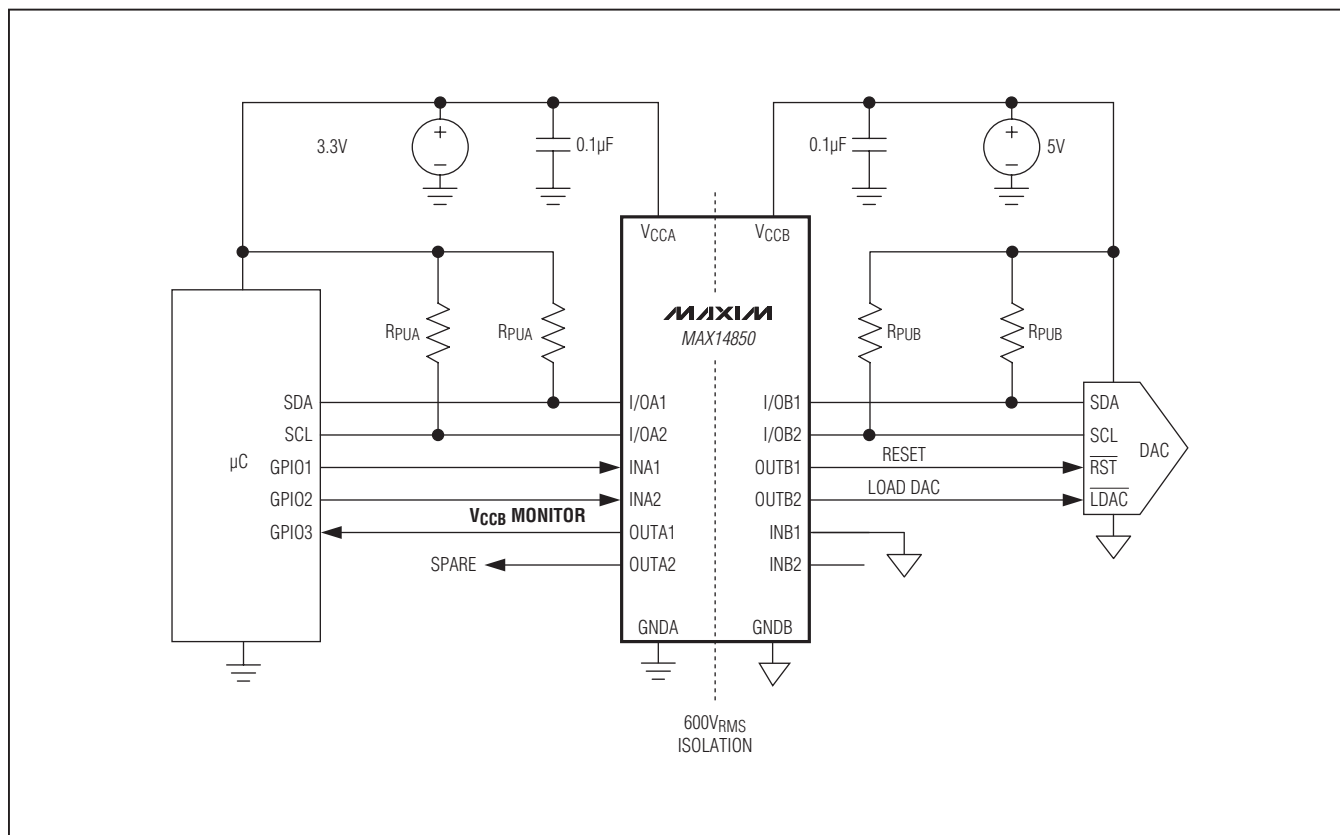 3.3V
0.1µF
0.1µF
5V
VCCA
VCCB
MAXIM
MAX14850
RPUA
RPUA
RPUB
RPUB
µC
SDA
SCL
GPIO1
GPIO2
GPIO3
VCCB MONITOR
SPARE
I/OA1
I/OA2
INA1
INA2
OUTA1
OUTA2
GNDA
I/OB1
I/OB2
OUTB1
OUTB2
INB1
INB2
GNDB
RESET
LOAD DAC
SDA
SCL
RST
LDAC
DAC
600VRMS
ISOLATION